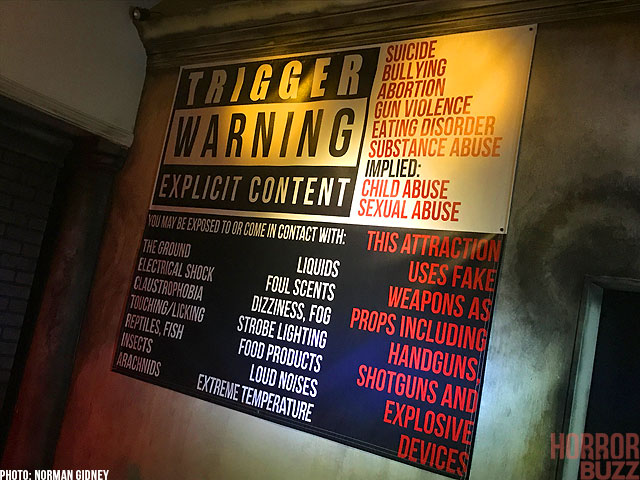 TRIGGER
WARNING
EXPLICIT CONTENT
SUICIDE
BULLYING
ABORTION
GUN VIOLENCE
EATING DISORDER
SUBSTANCE ABUSE
IMPLIED:
CHILD ABUSE
SEXUAL ABUSE
YOU MAY BE EXPOSED TO OR COME IN CONTACT WITH:
THE GROUND
ELECTRICAL SHOCK
CLAUSTROPHOBIA
TOUCHING/LICKING
REPTILES, FISH
INSECTS
ARACHNIDS
LIQUIDS
FOUL SCENTS
DIZZINESS, FOG
STROBE LIGHTING
FOOD PRODUCTS
LOUD NOISES
EXTREME TEMPERATURE
THIS ATTRACTION
USES FAKE
WEAPONS AS
PROPS INCLUDING
HANDGUNS,
SHOTGUNS AND
EXPLOSIVE
DEVICES
PHOTO: NORMAN GIDNEY
HORROR
BUZZ